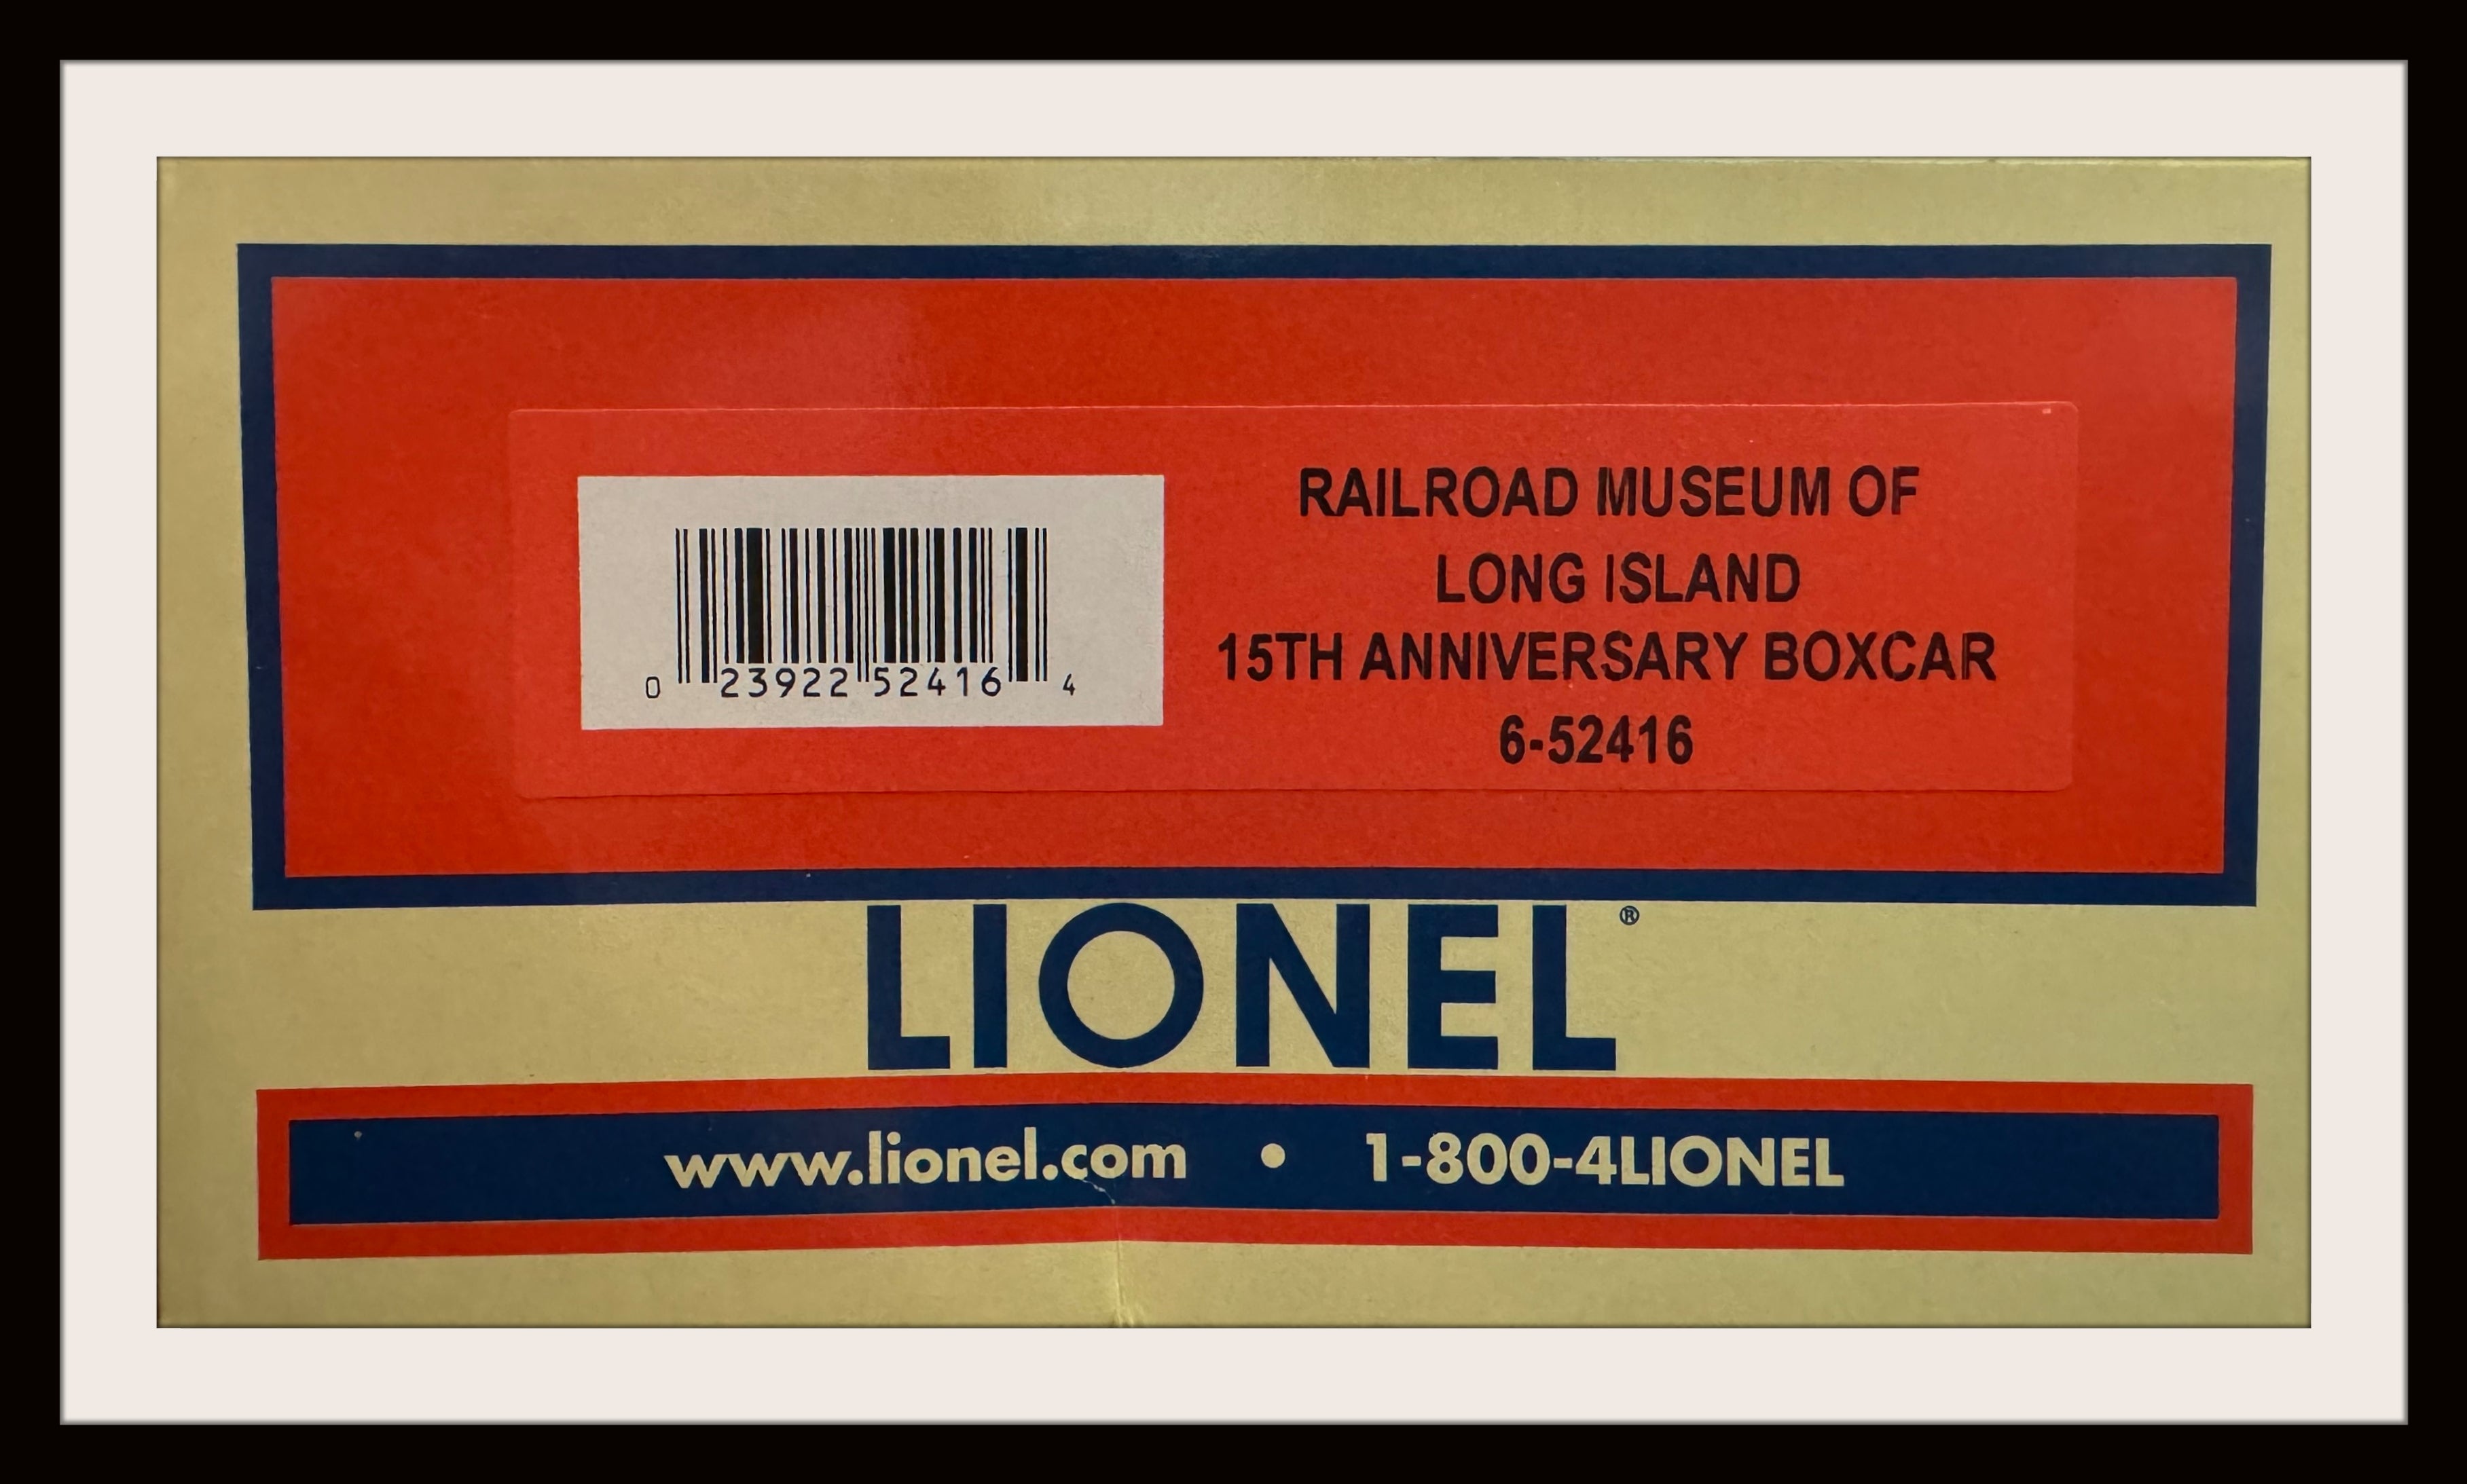 RAILROAD MUSEUM OF
LONG ISLAND
15TH ANNIVERSARY BOXCAR
6-52416
0 23922 52416 4
LIONEL®
www.lionel.com • 1-800-4LIONEL